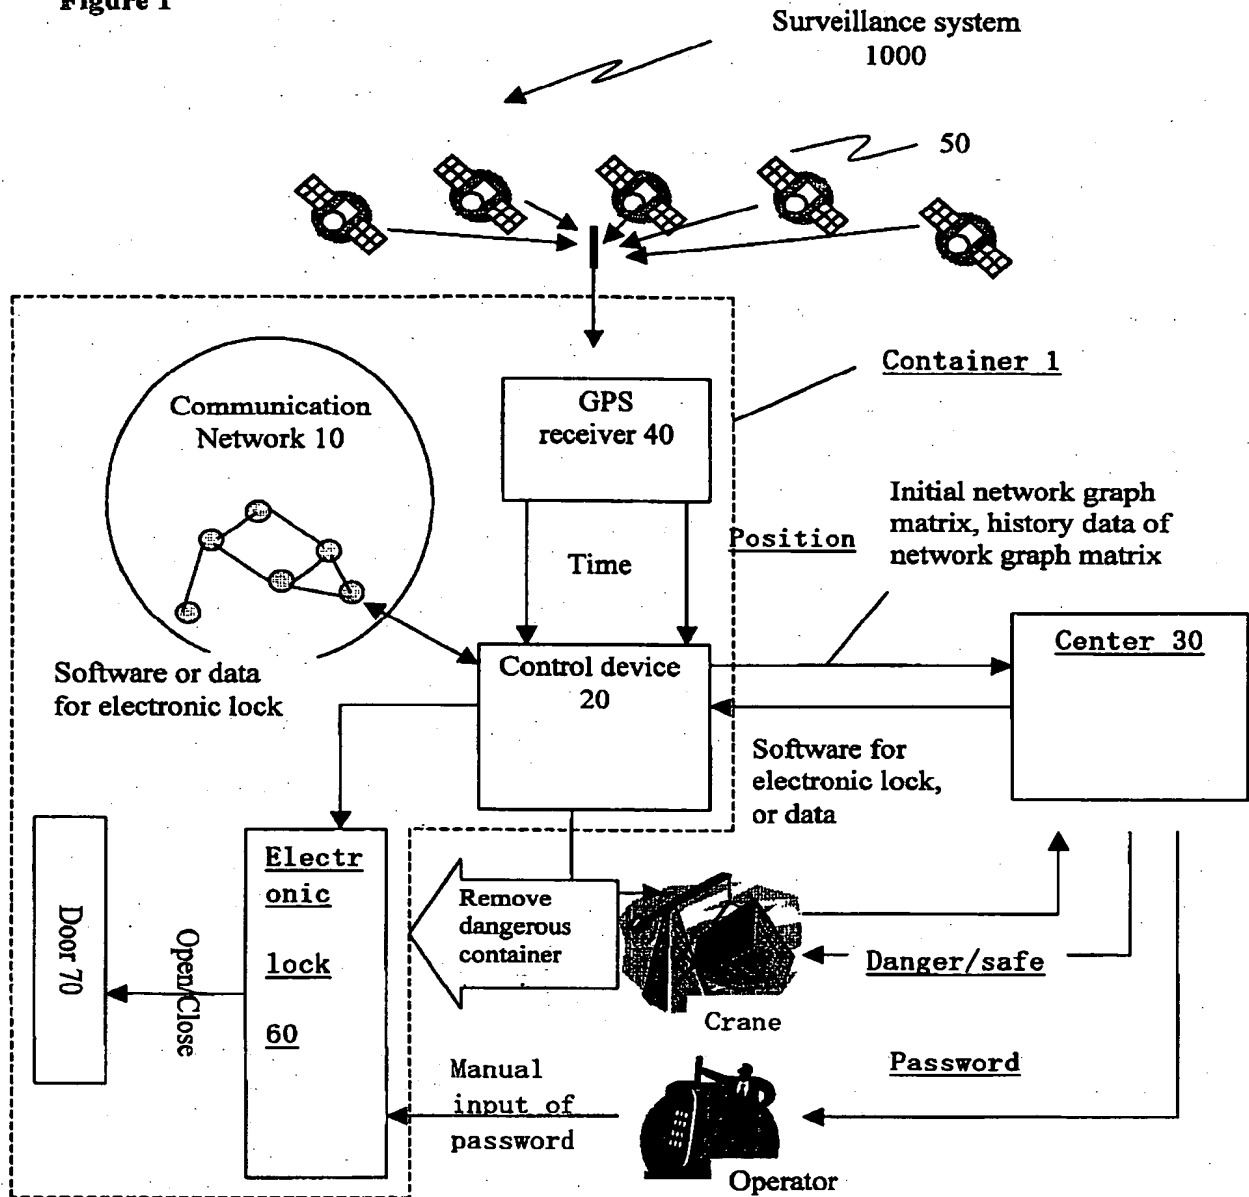 Figure 1
Surveillance system
1000
50
Container 1
Communication
Network 10
GPS
receiver 40
Initial network graph
matrix, history data of
network graph matrix
Position
Time
Center 30
Control device
20
Software or data
for electronic lock
Software for
electronic lock,
or data
Electr
onic
lock
60
Door 70
Open/Close
Remove
dangerous
container
Danger/safe
Crane
Manual
input of
password
Password
Operator